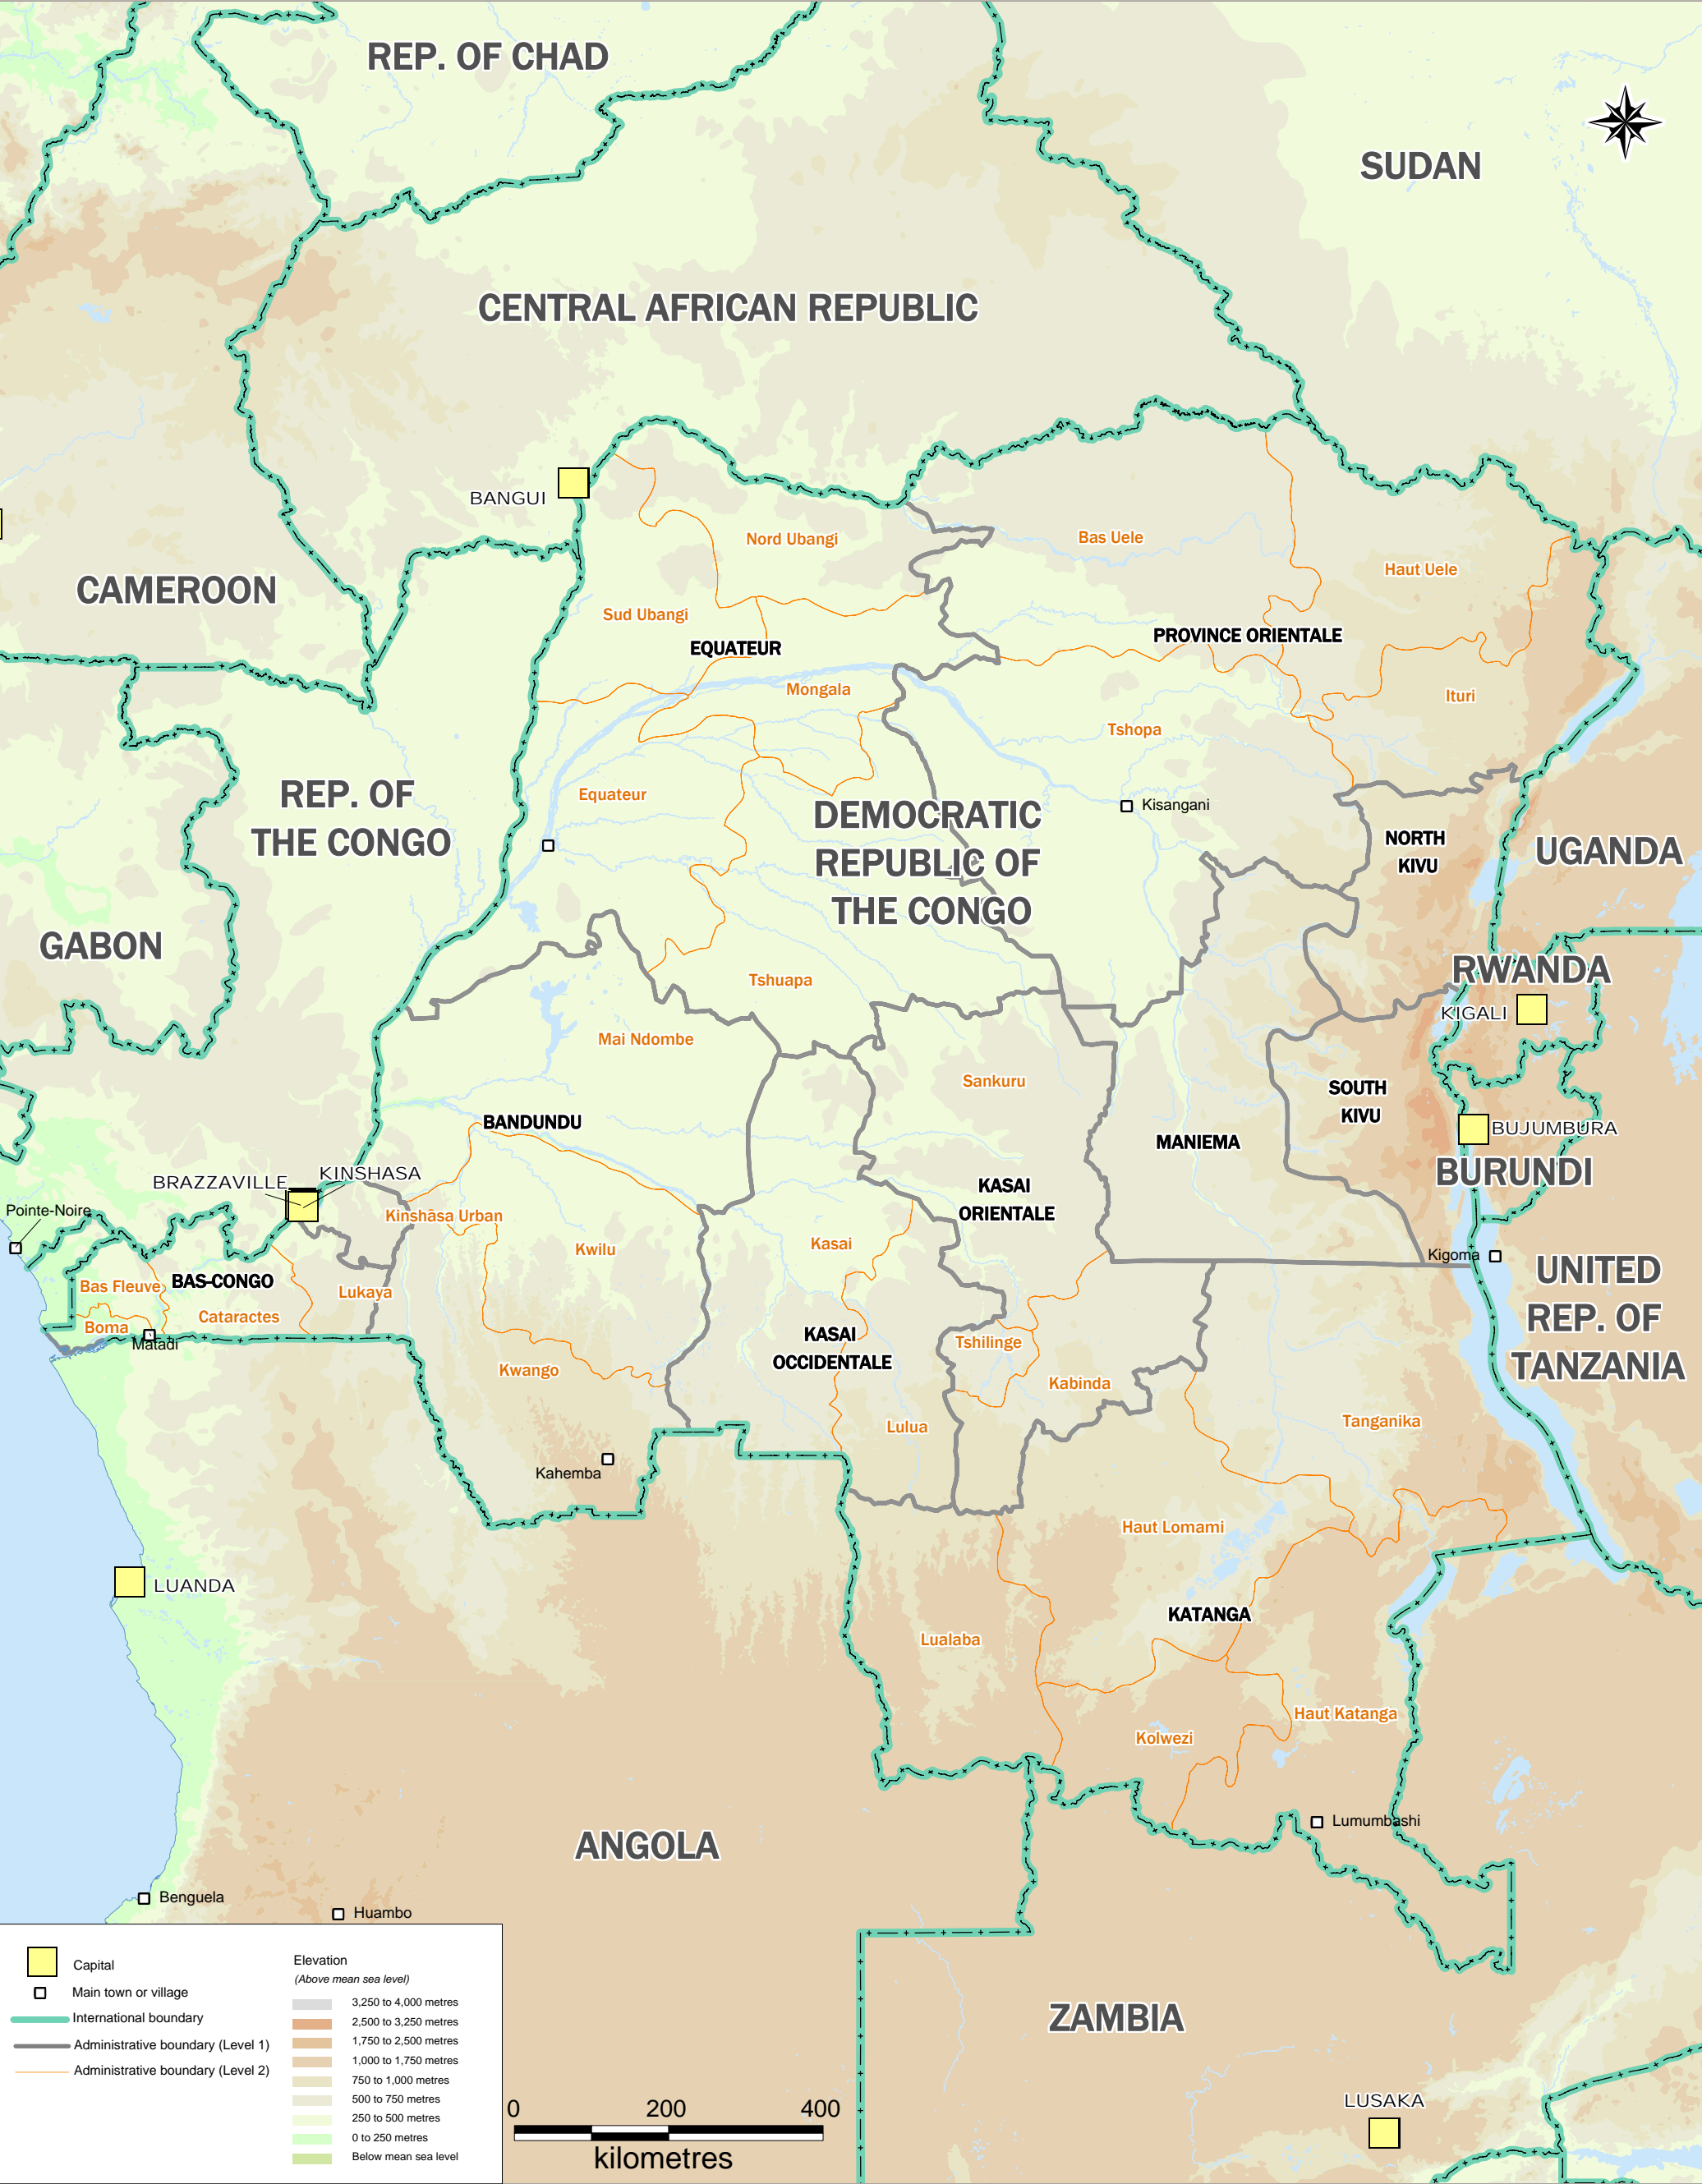 REP. OF CHAD
SUDAN
CENTRAL AFRICAN REPUBLIC
BANGUI
Nord Ubangi
Bas Uele
Haut Uele
CAMEROON
Sud Ubangi
EQUATEUR
PROVINCE ORIENTALE
Mongala
Ituri
Tshopa
REP. OF
THE CONGO
Equateur
DEMOCRATIC
REPUBLIC OF
THE CONGO
Kisangani
NORTH
KIVU
UGANDA
GABON
Tshuapa
RWANDA
KIGALI
Mai Ndombe
Sankuru
SOUTH
KIVU
BANDUNDU
MANIEMA
BUJUMBURA
BURUNDI
BRAZZAVILLE
KINSHASA
KASAI
ORIENTALE
Pointe-Noire
Kinshasa Urban
Kwilu
Kasai
Kigoma
UNITED
REP. OF
TANZANIA
Bas Fleuve
BAS-CONGO
Lukaya
Cataractes
Boma
Matadi
KASAI
OCCIDENTALE
Tshilinge
Kwango
Kabinda
Lulua
Tanganika
Kahemba
Haut Lomami
LUANDA
KATANGA
Lualaba
Haut Katanga
Kolwezi
Lumumbashi
ANGOLA
Benguela
Huambo
ZAMBIA
LUSAKA
Capital
Main town or village
International boundary
Administrative boundary (Level 1)
Administrative boundary (Level 2)
Elevation
(Above mean sea level)
3,250 to 4,000 metres
2,500 to 3,250 metres
1,750 to 2,500 metres
1,000 to 1,750 metres
750 to 1,000 metres
500 to 750 metres
250 to 500 metres
0 to 250 metres
Below mean sea level
0 200 400
kilometres